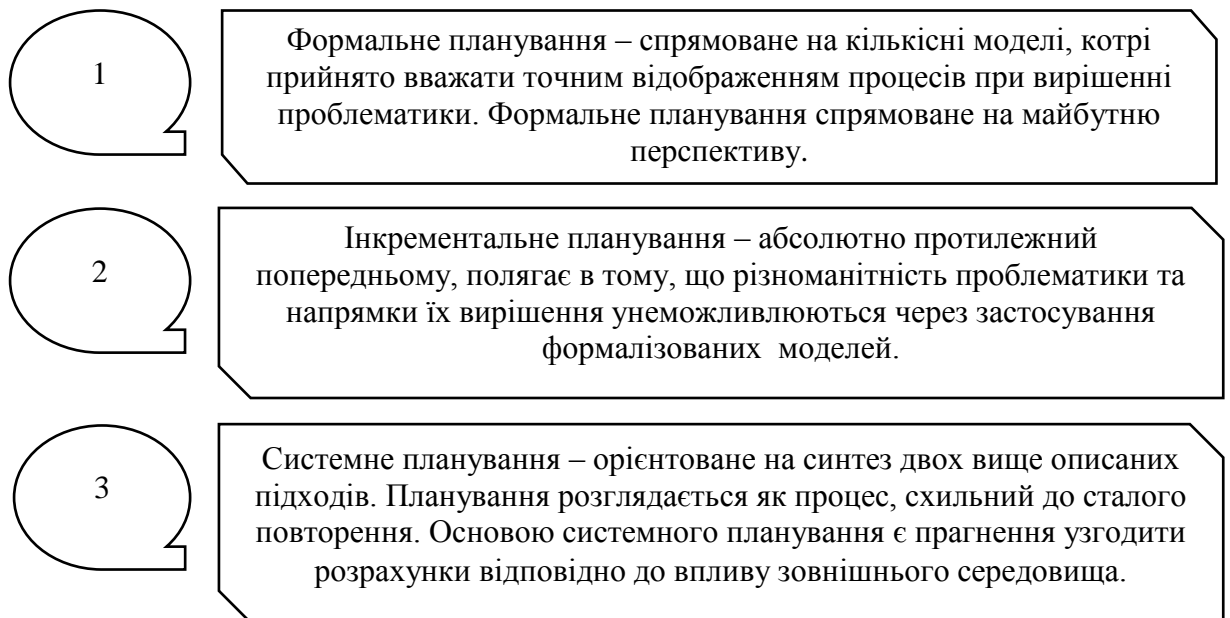 1
Формальне планування – спрямоване на кількісні моделі, котрі
прийнято вважати точним відображенням процесів при вирішенні
проблематики. Формальне планування спрямоване на майбутню
перспективу.
2
Інкрементальне планування – абсолютно протилежний
попередньому, полягає в тому, що різноманітність проблематики та
напрямки їх вирішення унеможливлюються через застосування
формалізованих моделей.
3
Системне планування – орієнтоване на синтез двох вище описаних
підходів. Планування розглядається як процес, схильний до сталого
повторення. Основою системного планування є прагнення узгодити
розрахунки відповідно до впливу зовнішнього середовища.